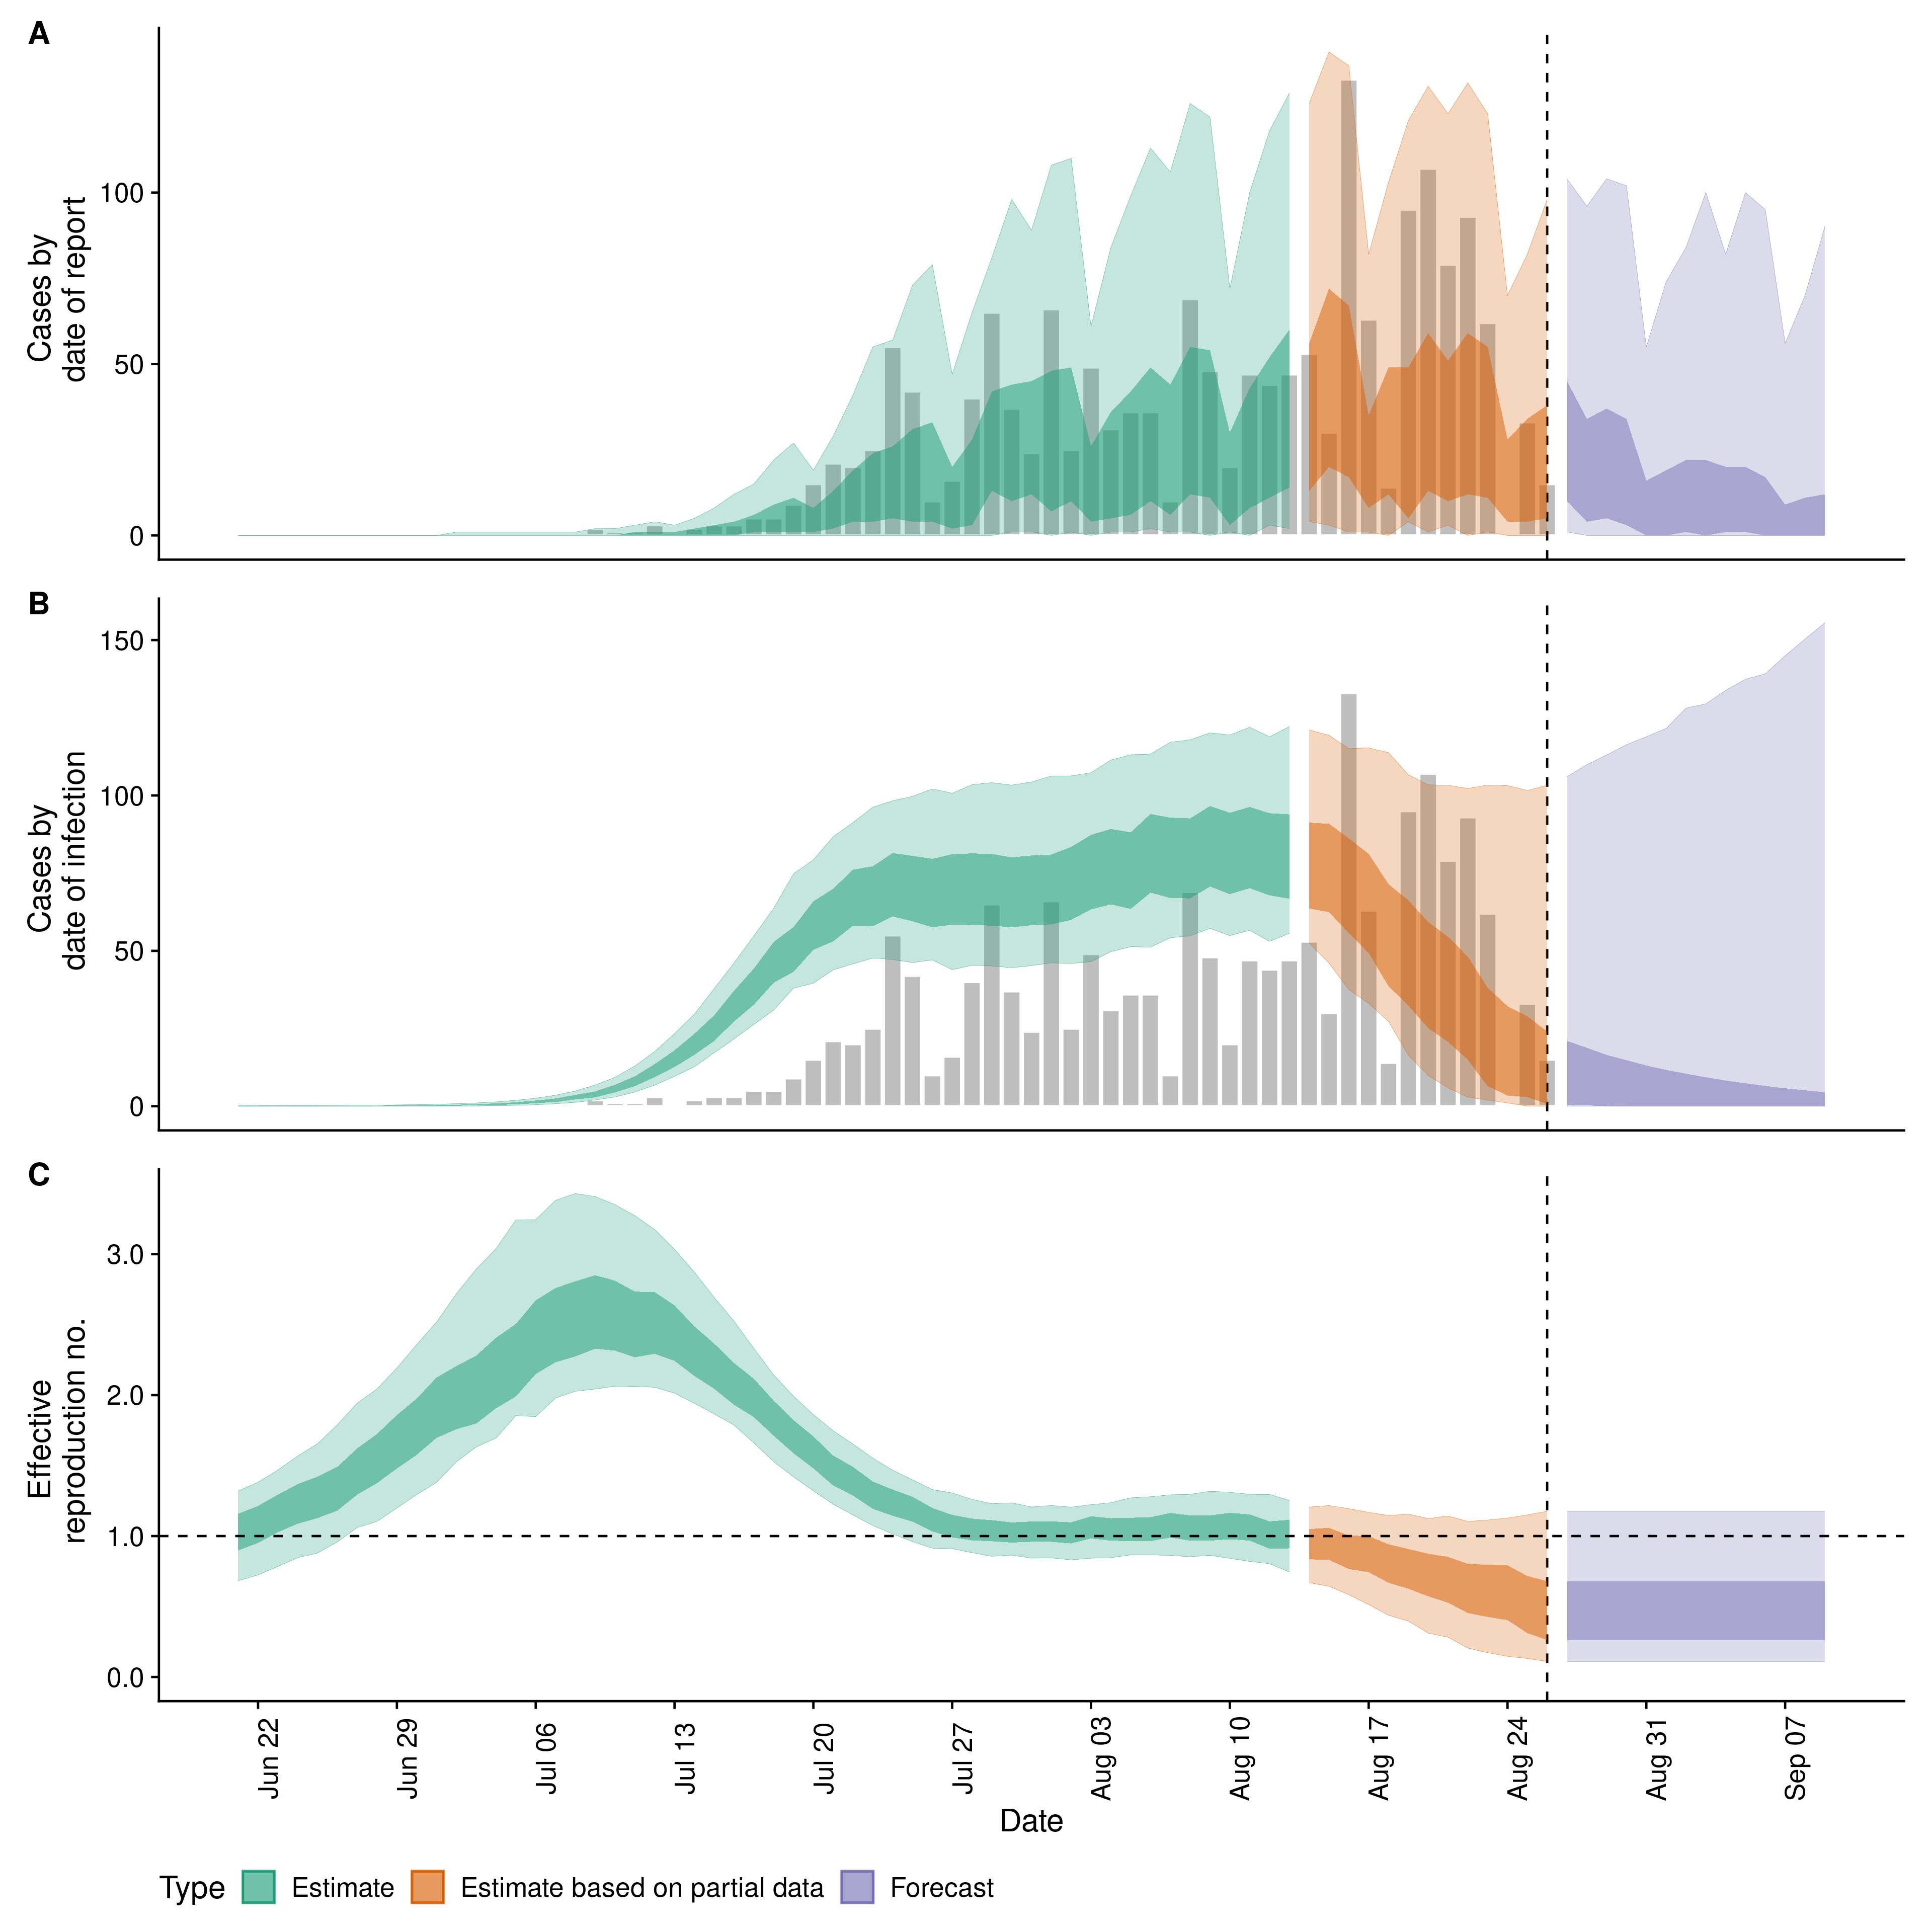 A
Cases by
date of report
100
50
0
B
Cases by
date of infection
150
100
50
0
C
Effective
reproduction no.
3.0
2.0
1.0
0.0
Jun 22
Jun 29
Jul 06
Jul 13
Jul 20
Jul 27
Aug 03
Aug 10
Aug 17
Aug 24
Aug 31
Sep 07
Date
Type Estimate Estimate based on partial data Forecast